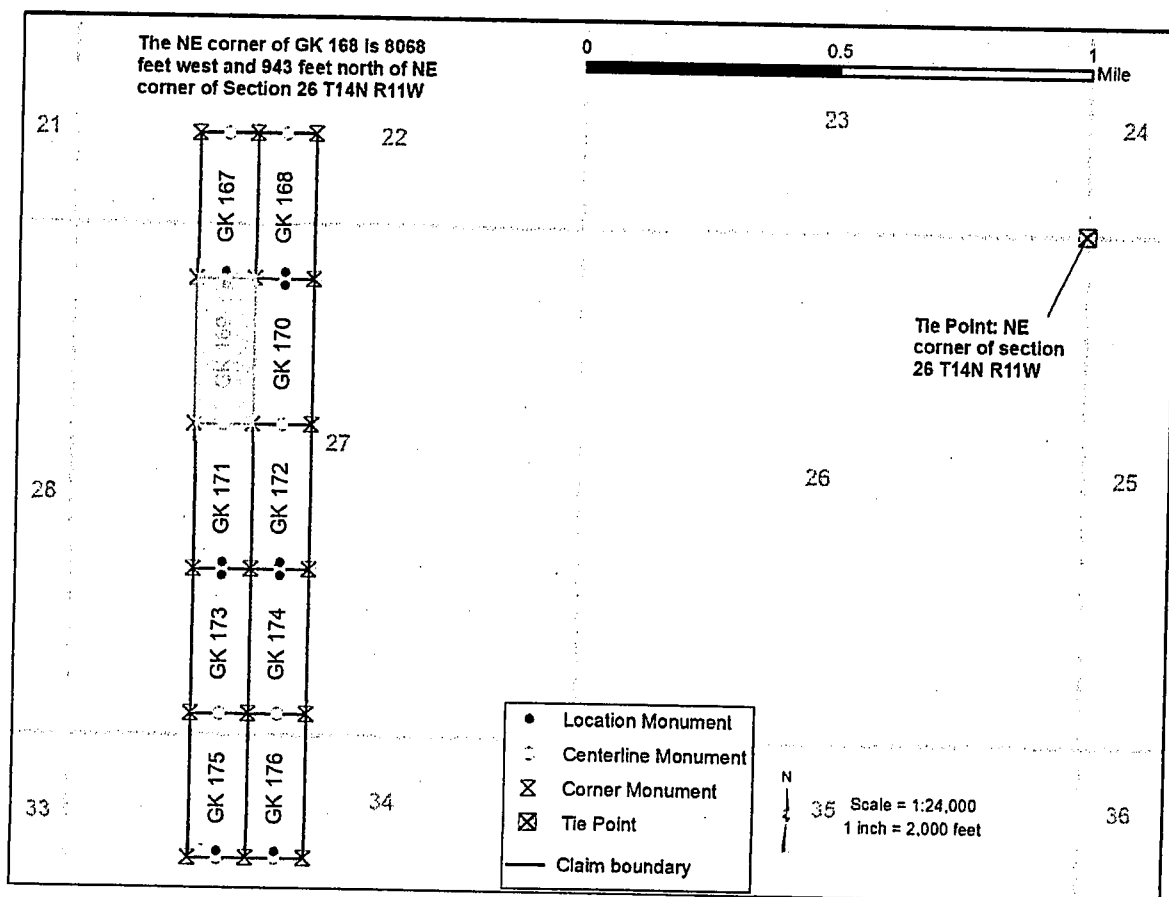 The NE corner of GK 168 is 8068
feet west and 943 feet north of NE
corner of Section 26 T14N R11W
0
0.5
1
Mile
21
22
23
24
GK 167
GK 168
GK 169
GK 170
Tie Point: NE
corner of section
26 T14N R11W
28
27
26
25
GK 171
GK 172
GK 173
GK 174
GK 175
GK 176
33
34
35
36
Location Monument
Centerline Monument
Corner Monument
Tie Point
Claim boundary
N
Scale = 1:24,000
1 inch = 2,000 feet